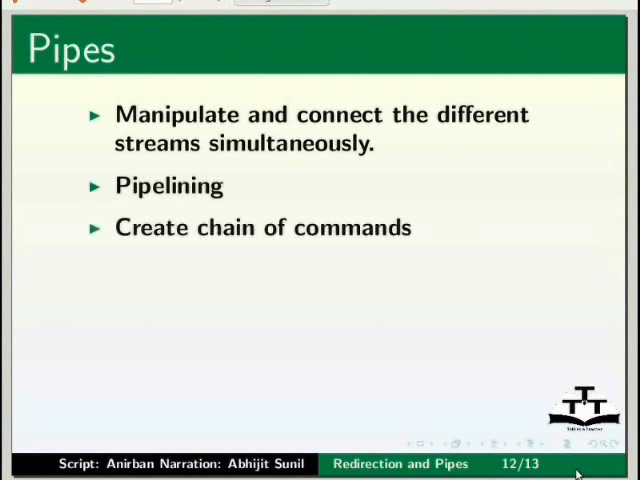 Pipes
Manipulate and connect the different
streams simultaneously.
Pipelining
Create chain of commands
TTT
Script: Anirban Narration: Abhijit Sunil Redirection and Pipes 12/13